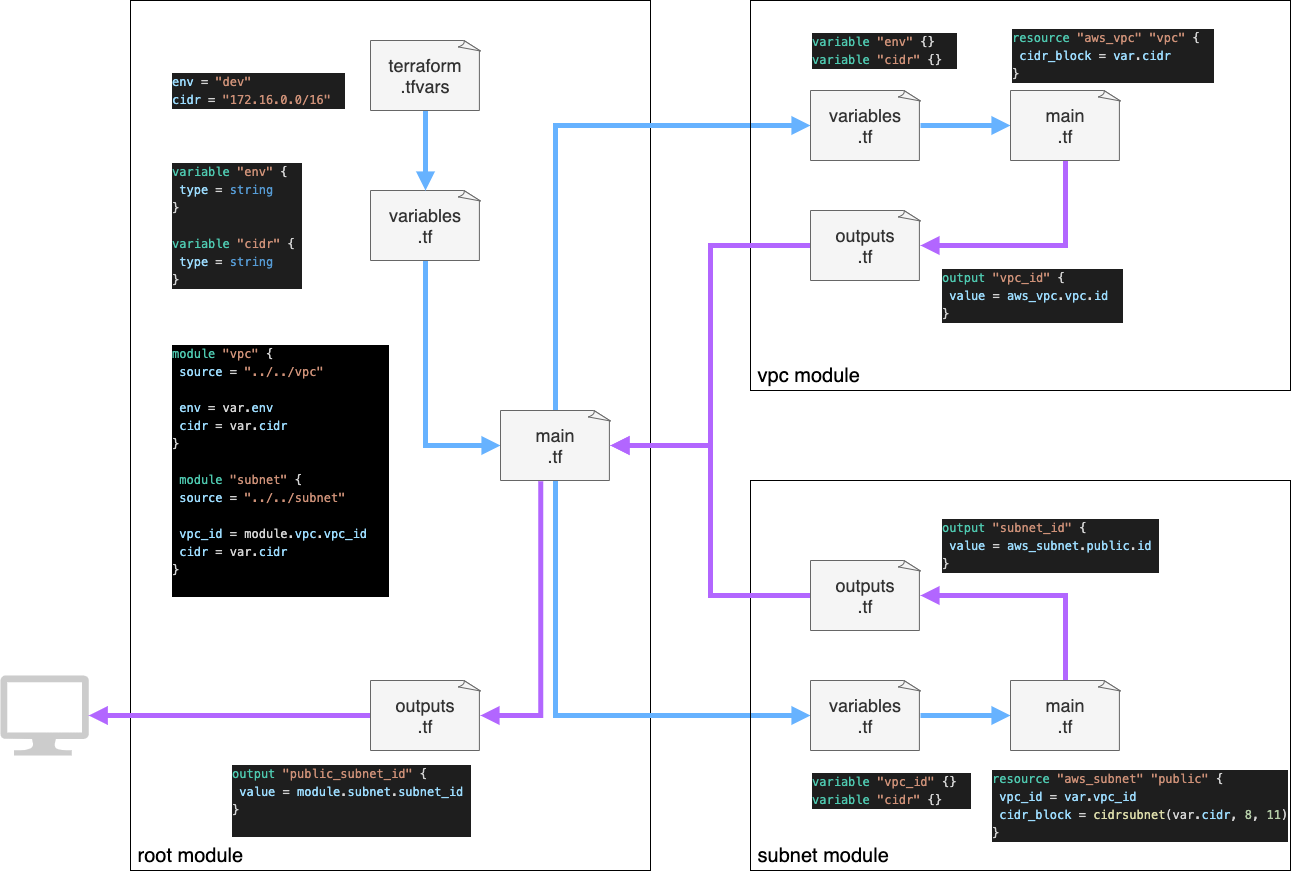 terraform
.tfvars
env = "dev"
cidr = "172.16.0.0/16"
variable "env" {
type = string
}
variable "cidr" {
type = string
}
variables
.tf
module "vpc" {
source = "../../vpc"
env = var.env
cidr = var.cidr
}
module "subnet" {
source = "../../subnet"
vpc_id = module.vpc.vpc_id
cidr = var.cidr
}
main
.tf
outputs
.tf
output "public_subnet_id" {
value = module.subnet.subnet_id
}
root module
variable "env" {}
variable "cidr" {}
resource "aws_vpc" "vpc" {
cidr_block = var.cidr
}
variables
.tf
main
.tf
outputs
.tf
output "vpc_id" {
value = aws_vpc.vpc.id
}
vpc module
output "subnet_id" {
value = aws_subnet.public.id
}
outputs
.tf
variables
.tf
main
.tf
variable "vpc_id" {}
variable "cidr" {}
resource "aws_subnet" "public" {
vpc_id = var.vpc_id
cidr_block = cidrsubnet(var.cidr, 8, 11)
}
subnet module